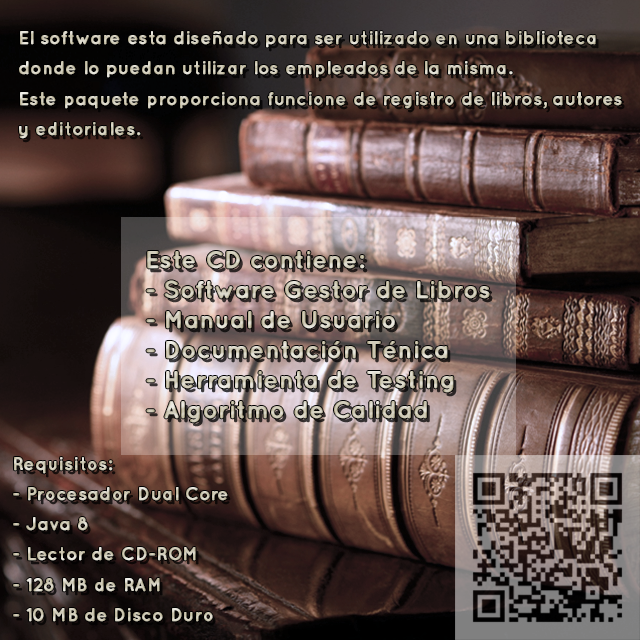 El software esta diseñado para ser utilizado en una biblioteca
donde lo puedan utilizar los empleados de la misma.
Este paquete proporciona funcione de registro de libros, autores
y editoriales.
Este CD contiene:
- Software Gestor de Libros
- Manual de Usuario
- Documentación Ténica
- Herramienta de Testing
- Algoritmo de Calidad
Requisitos:
- Procesador Dual Core
- Java 8
- Lector de CD-ROM
- 128 MB de RAM
- 10 MB de Disco Duro